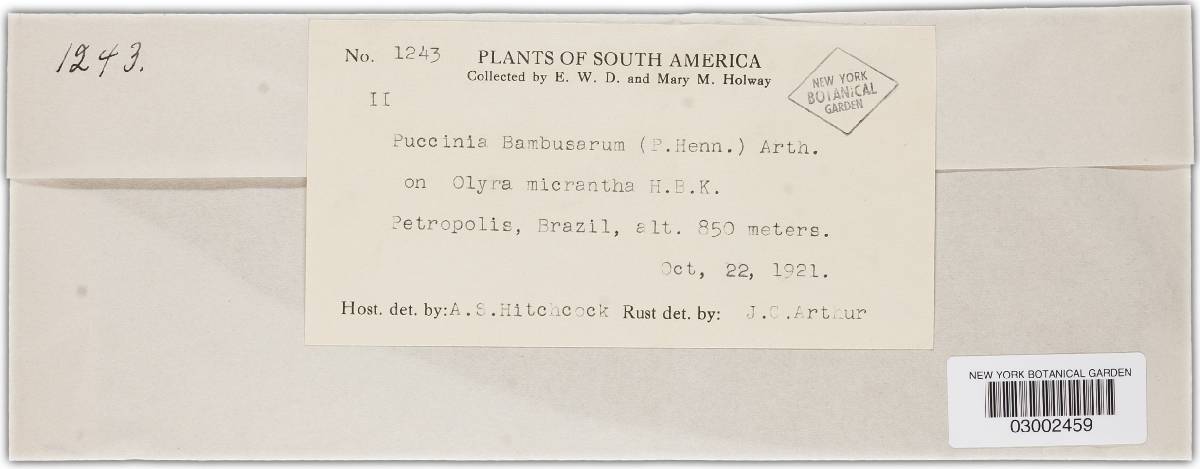 1243.
No. 1243 PLANTS OF SOUTH AMERICA
Collected by E. W. D. and Mary M. Holway
NEW YORK
BOTANICAL
GARDEN
II
Puccinia Bambusarum (P.Henn.) Arth.
on Olyra micrantha H.B.K.
Petropolis, Brazil, alt. 850 meters.
Oct, 22, 1921.
Host. det. by: A.S.Hitchcock Rust det. by: J.C.Arthur
NEW YORK BOTANICAL GARDEN
03002459